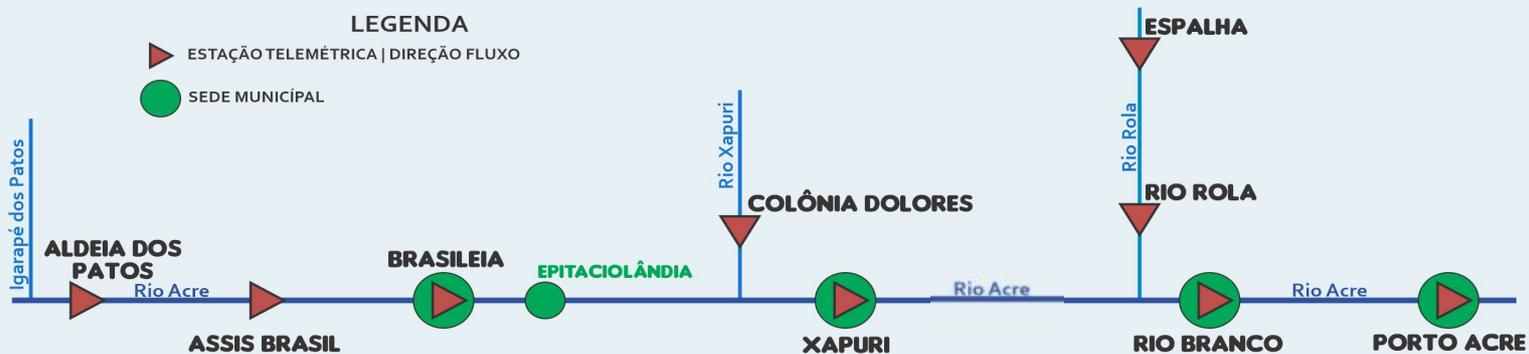 LEGENDA
ESTAÇÃO TELEMÉTRICA | DIREÇÃO FLUXO
SEDE MUNICÍPAL
Igarapé dos Patos
ALDEIA DOS
PATOS
Rio Acre
ASSIS BRASIL
BRASILEIA
EPITACIOLÂNDIA
Rio Xapuri
COLÔNIA DOLORES
XAPURI
Rio Acre
ESPALHA
Rio Rola
RIO ROLA
RIO BRANCO
Rio Acre
PORTO ACRE